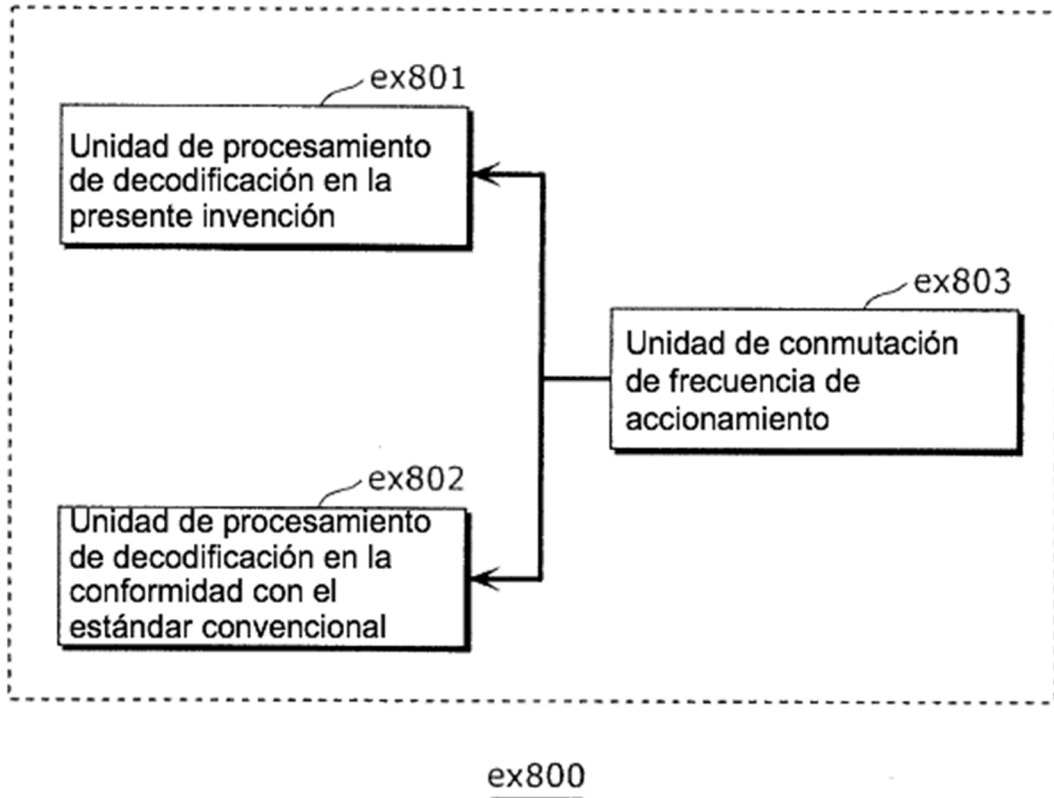 ex801
Unidad de procesamiento
de decodificación en la
presente invención
ex803
Unidad de conmutación
de frecuencia de
accionamiento
ex802
Unidad de procesamiento
de decodificación en la
conformidad con el
estándar convencional
ex800